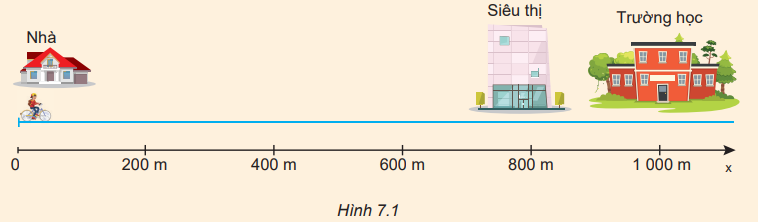 Nhà
Siêu thị
Trường học
0 200 m 400 m 600 m 800 m 1 000 m x
Hình 7.1